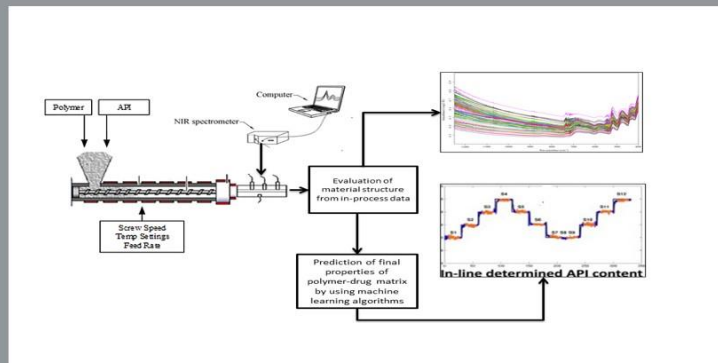 Polymer
API
Computer
NIR spectrometer
Screw Speed
Temp Settings
Feed Rate
Evaluation of
material structure
from in-process data
Prediction of final
properties of
polymer-drug matrix
by using machine
learning algorithms
S1
S2
S3
S4
S5
S6
S7 S8 S9
S10
S11
S12
In-line determined API content